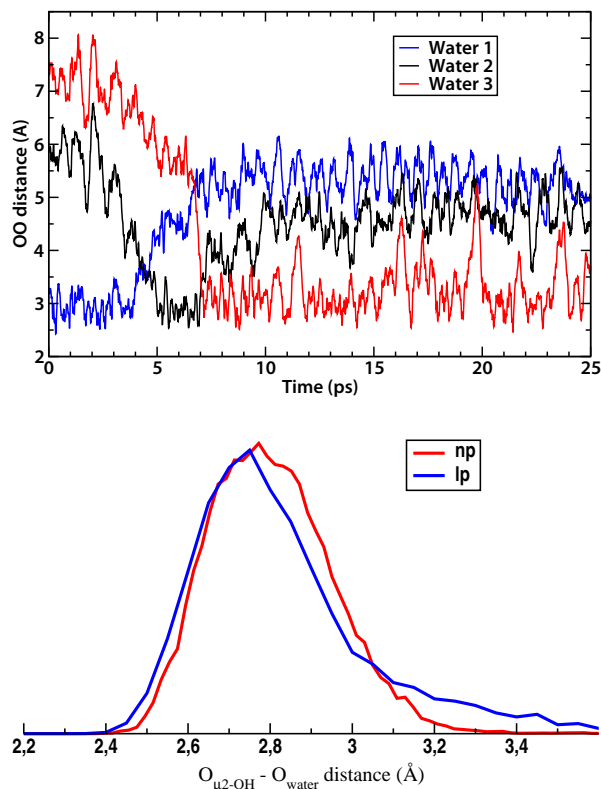 8
7
6
5
4
3
2
OO distance (A)
Water 1
Water 2
Water 3
0 5 10 15 20 25
Time (ps)
np
lp
2,2 2,4 2,6 2,8 3 3,2 3,4
Oμ2-OH - Owater distance (Å)